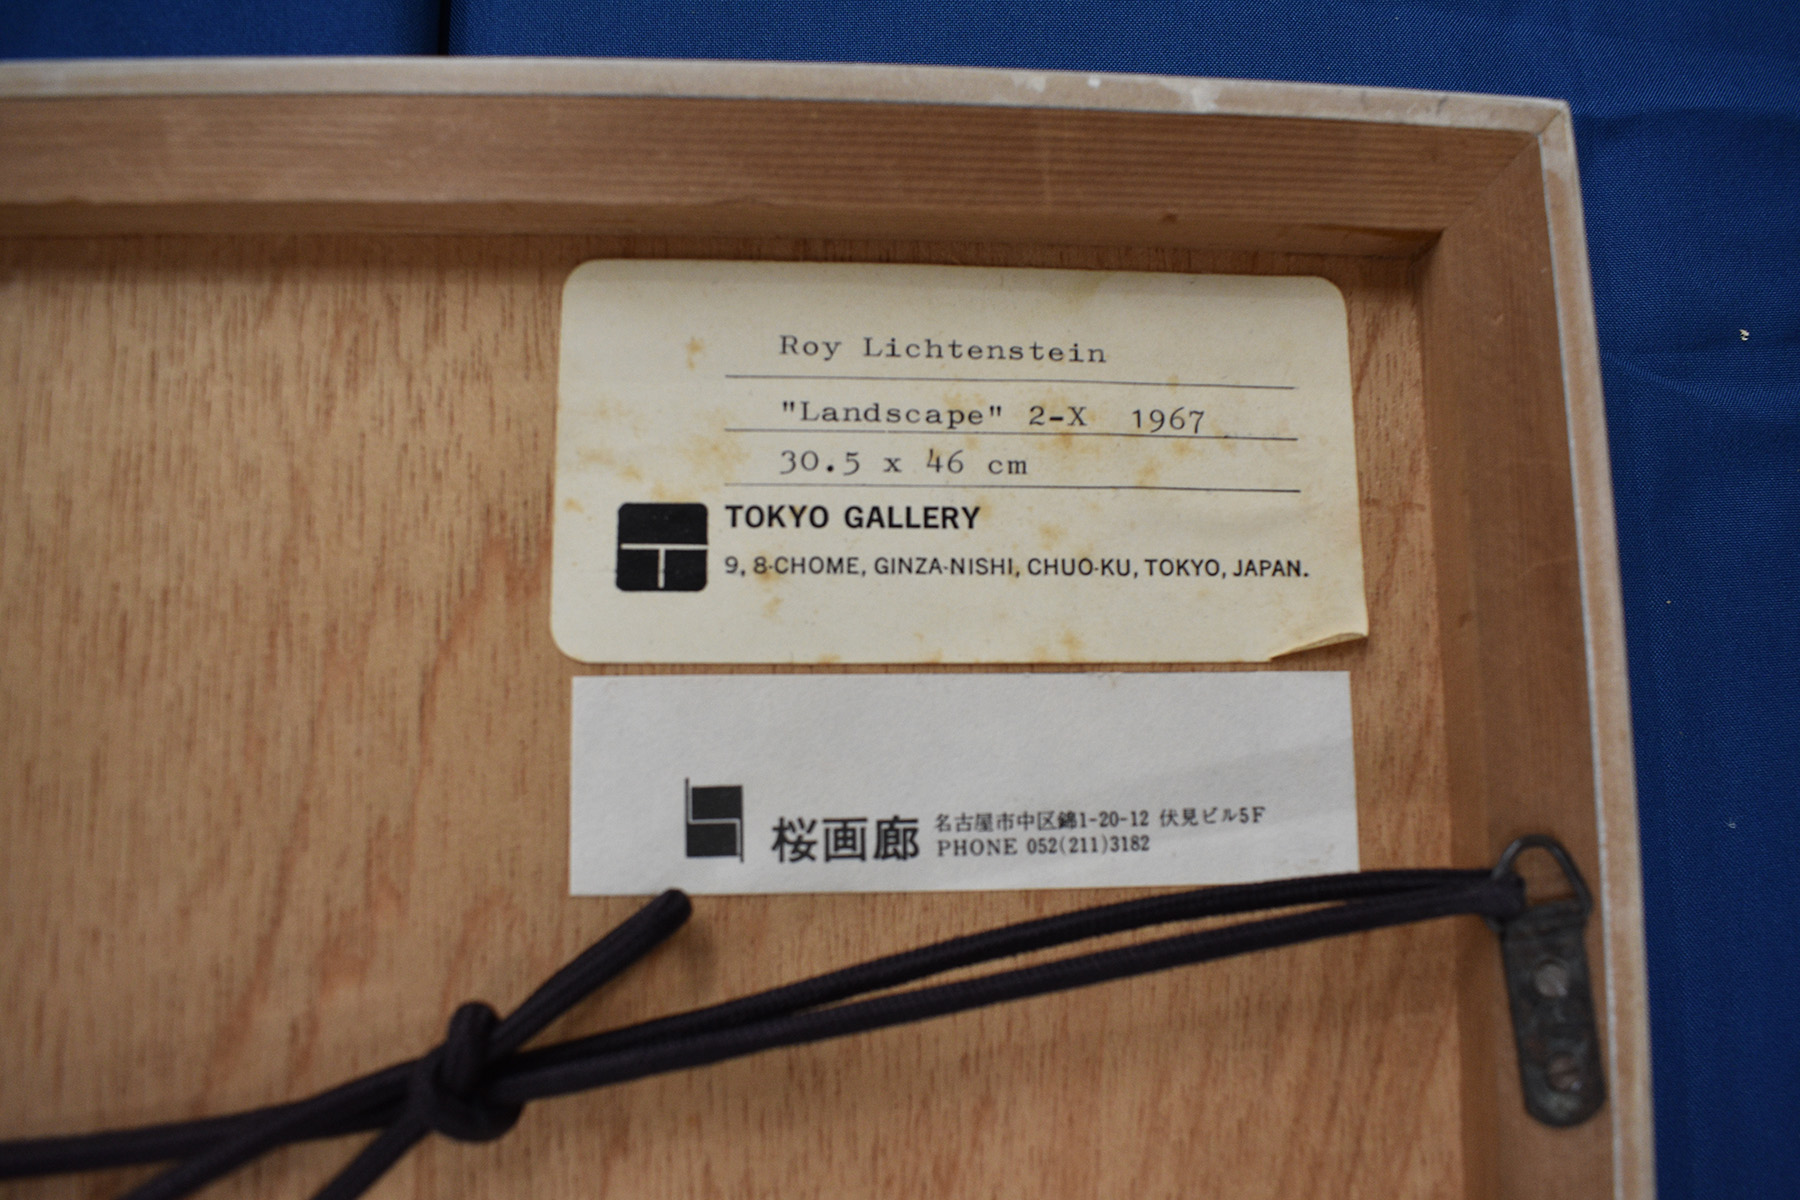 Roy Lichtenstein
"Landscape" 2-X 1967
30.5 x 46 cm
TOKYO GALLERY
9, 8-CHOME, GINZA-NISHI, CHUO-KU, TOKYO, JAPAN.
桜画廊
名古屋市中区錦1-20-12 伏見ビル5F
PHONE 052(211)3182